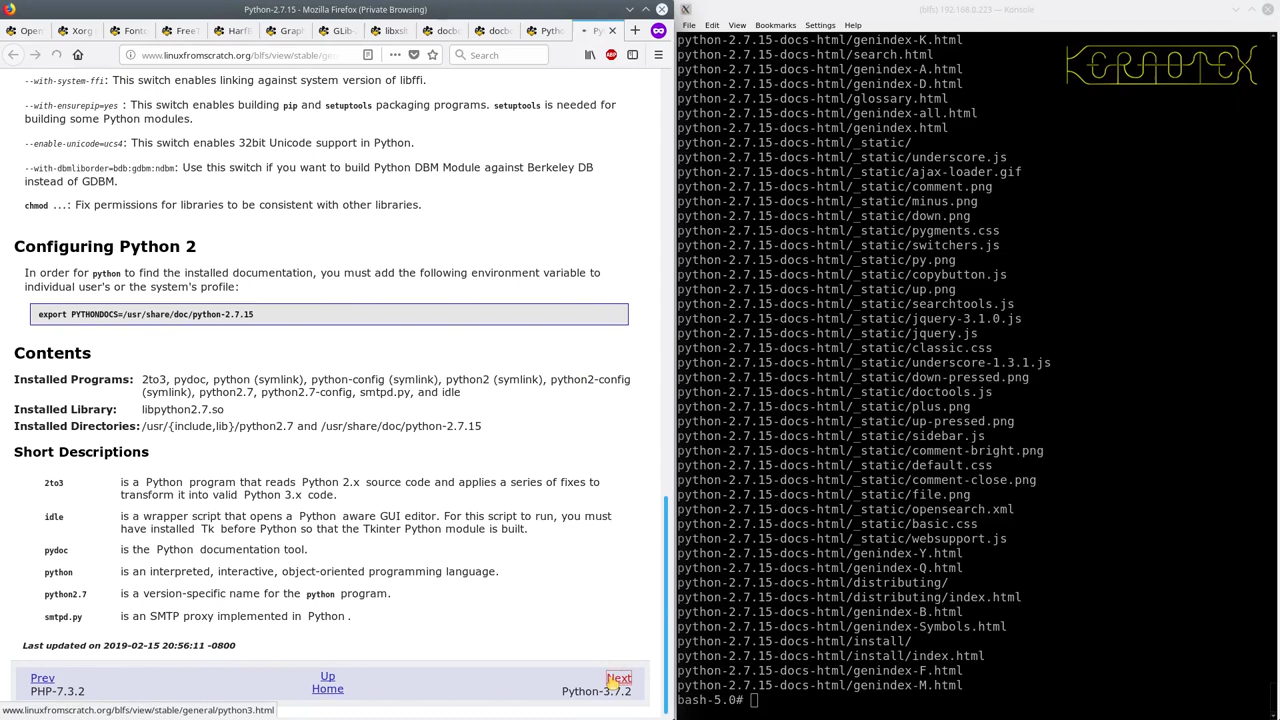 Python-2.7.15 - Mozilla Firefox (Private Browsing)
Open
Xorg
Fonto
FreeT
HarfB
Graph
GLib-
libxsh
docbo
docbo
Pytho
Py
www.linuxfromscratch.org/blfs/view/stable/gene
Search
--with-system-ffi: This switch enables linking against system version of libffi.
--with-ensurepip=yes : This switch enables building pip and setuptools packaging programs. setuptools is needed for
building some Python modules.
--enable-unicode=ucs4: This switch enables 32bit Unicode support in Python.
--with-dbmliborder=bdb:gdbm:ndbm: Use this switch if you want to build Python DBM Module against Berkeley DB
instead of GDBM.
chmod ...: Fix permissions for libraries to be consistent with other libraries.
Configuring Python 2
In order for python to find the installed documentation, you must add the following environment variable to
individual user's or the system's profile:
export PYTHONDOCS=/usr/share/doc/python-2.7.15
Contents
Installed Programs: 2to3, pydoc, python (symlink), python-config (symlink), python2 (symlink), python2-config
(symlink), python2.7, python2.7-config, smtpd.py, and idle
Installed Library: libpython2.7.so
Installed Directories: /usr/{include,lib}/python2.7 and /usr/share/doc/python-2.7.15
Short Descriptions
2to3 is a Python program that reads Python 2.x source code and applies a series of fixes to
transform it into valid Python 3.x code.
idle is a wrapper script that opens a Python aware GUI editor. For this script to run, you must
have installed Tk before Python so that the Tkinter Python module is built.
pydoc is the Python documentation tool.
python is an interpreted, interactive, object-oriented programming language.
python2.7 is a version-specific name for the python program.
smtpd.py is an SMTP proxy implemented in Python .
Last updated on 2019-02-15 20:56:11 -0800
Prev Up Next
PHP-7.3.2 Home Python-3.7.2
www.linuxfromscratch.org/blfs/view/stable/general/python3.html
(blfs) 192.168.0.223 — Konsole
File Edit View Bookmarks Settings Help
KERAOTEX
python-2.7.15-docs-html/genindex-K.html
python-2.7.15-docs-html/search.html
python-2.7.15-docs-html/genindex-A.html
python-2.7.15-docs-html/genindex-D.html
python-2.7.15-docs-html/glossary.html
python-2.7.15-docs-html/genindex-all.html
python-2.7.15-docs-html/genindex.html
python-2.7.15-docs-html/_static/
python-2.7.15-docs-html/_static/underscore.js
python-2.7.15-docs-html/_static/ajax-loader.gif
python-2.7.15-docs-html/_static/comment.png
python-2.7.15-docs-html/_static/minus.png
python-2.7.15-docs-html/_static/down.png
python-2.7.15-docs-html/_static/pygments.css
python-2.7.15-docs-html/_static/switchers.js
python-2.7.15-docs-html/_static/py.png
python-2.7.15-docs-html/_static/copybutton.js
python-2.7.15-docs-html/_static/up.png
python-2.7.15-docs-html/_static/searchtools.js
python-2.7.15-docs-html/_static/jquery-3.1.0.js
python-2.7.15-docs-html/_static/jquery.js
python-2.7.15-docs-html/_static/classic.css
python-2.7.15-docs-html/_static/underscore-1.3.1.js
python-2.7.15-docs-html/_static/down-pressed.png
python-2.7.15-docs-html/_static/doctools.js
python-2.7.15-docs-html/_static/plus.png
python-2.7.15-docs-html/_static/up-pressed.png
python-2.7.15-docs-html/_static/sidebar.js
python-2.7.15-docs-html/_static/comment-bright.png
python-2.7.15-docs-html/_static/default.css
python-2.7.15-docs-html/_static/comment-close.png
python-2.7.15-docs-html/_static/file.png
python-2.7.15-docs-html/_static/opensearch.xml
python-2.7.15-docs-html/_static/basic.css
python-2.7.15-docs-html/_static/websupport.js
python-2.7.15-docs-html/genindex-Y.html
python-2.7.15-docs-html/genindex-Q.html
python-2.7.15-docs-html/distributing/
python-2.7.15-docs-html/distributing/index.html
python-2.7.15-docs-html/genindex-B.html
python-2.7.15-docs-html/genindex-Symbols.html
python-2.7.15-docs-html/install/
python-2.7.15-docs-html/install/index.html
python-2.7.15-docs-html/genindex-F.html
python-2.7.15-docs-html/genindex-M.html
bash-5.0#